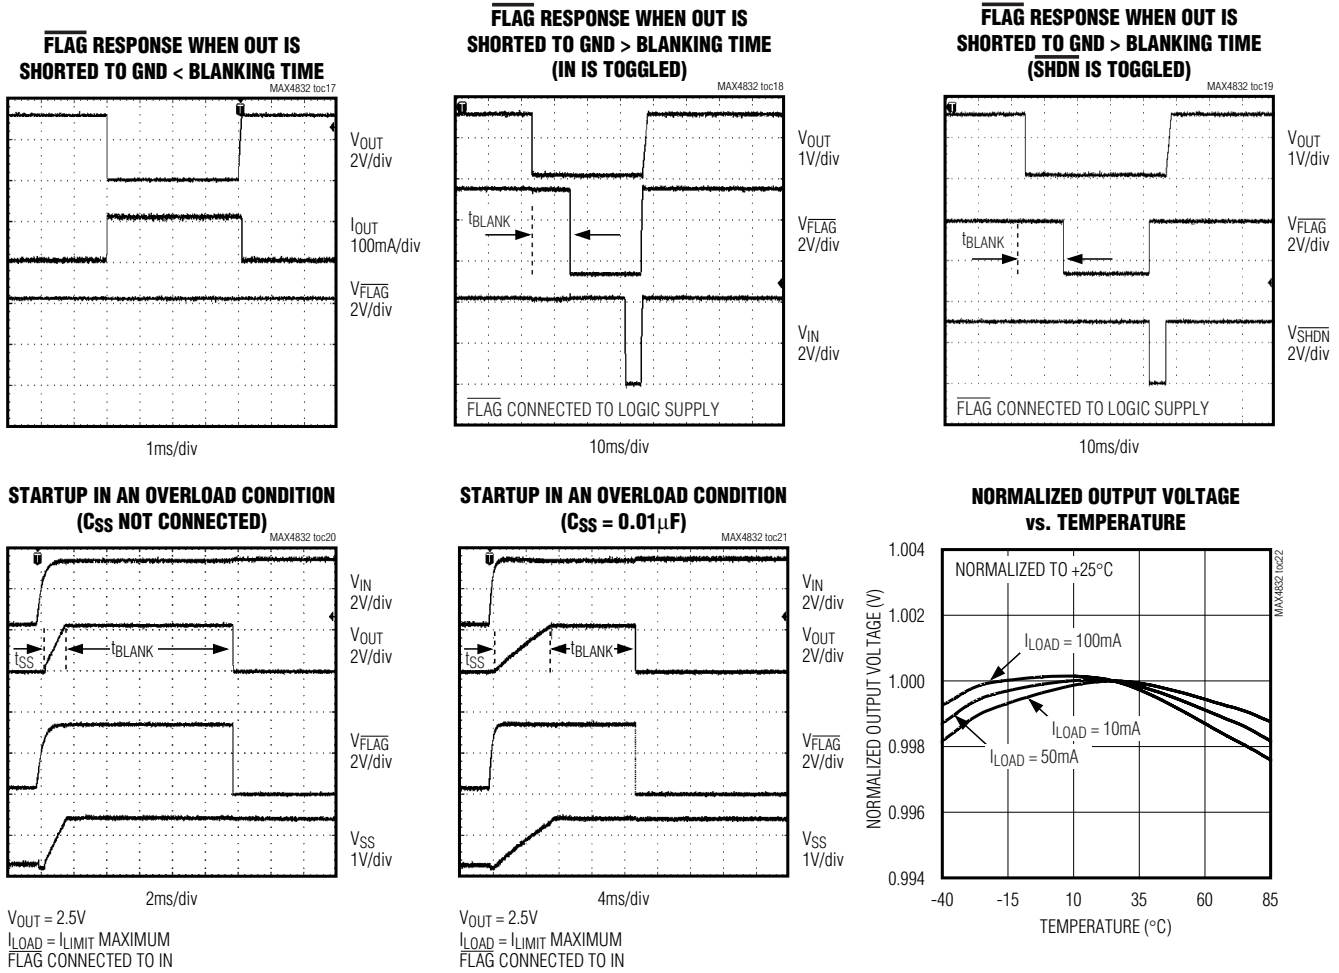 FLAG RESPONSE WHEN OUT IS
SHORTED TO GND < BLANKING TIME
MAX4832 toc17
VOUT
2V/div
IOUT
100mA/div
VFLAG
2V/div
1ms/div
FLAG RESPONSE WHEN OUT IS
SHORTED TO GND > BLANKING TIME
(IN IS TOGGLED)
MAX4832 toc18
VOUT
1V/div
tBLANK
VFLAG
2V/div
VIN
2V/div
FLAG CONNECTED TO LOGIC SUPPLY
10ms/div
FLAG RESPONSE WHEN OUT IS
SHORTED TO GND > BLANKING TIME
(SHDN IS TOGGLED)
MAX4832 toc19
VOUT
1V/div
tBLANK
VFLAG
2V/div
VSHDN
2V/div
FLAG CONNECTED TO LOGIC SUPPLY
10ms/div
STARTUP IN AN OVERLOAD CONDITION
(CSS NOT CONNECTED)
MAX4832 toc20
VIN
2V/div
VOUT
2V/div
tSS
tBLANK
VFLAG
2V/div
VSS
1V/div
2ms/div
VOUT = 2.5V
ILOAD = ILIMIT MAXIMUM
FLAG CONNECTED TO IN
STARTUP IN AN OVERLOAD CONDITION
(CSS = 0.01μF)
MAX4832 toc21
VIN
2V/div
VOUT
2V/div
tSS
tBLANK
VFLAG
2V/div
VSS
1V/div
4ms/div
VOUT = 2.5V
ILOAD = ILIMIT MAXIMUM
FLAG CONNECTED TO IN
NORMALIZED OUTPUT VOLTAGE
vs. TEMPERATURE
MAX4832 toc22
NORMALIZED TO +25°C
NORMALIZED OUTPUT VOLTAGE (V)
1.004
1.002
1.000
0.998
0.996
0.994
ILOAD = 100mA
ILOAD = 10mA
ILOAD = 50mA
-40 -15 10 35 60 85
TEMPERATURE (°C)